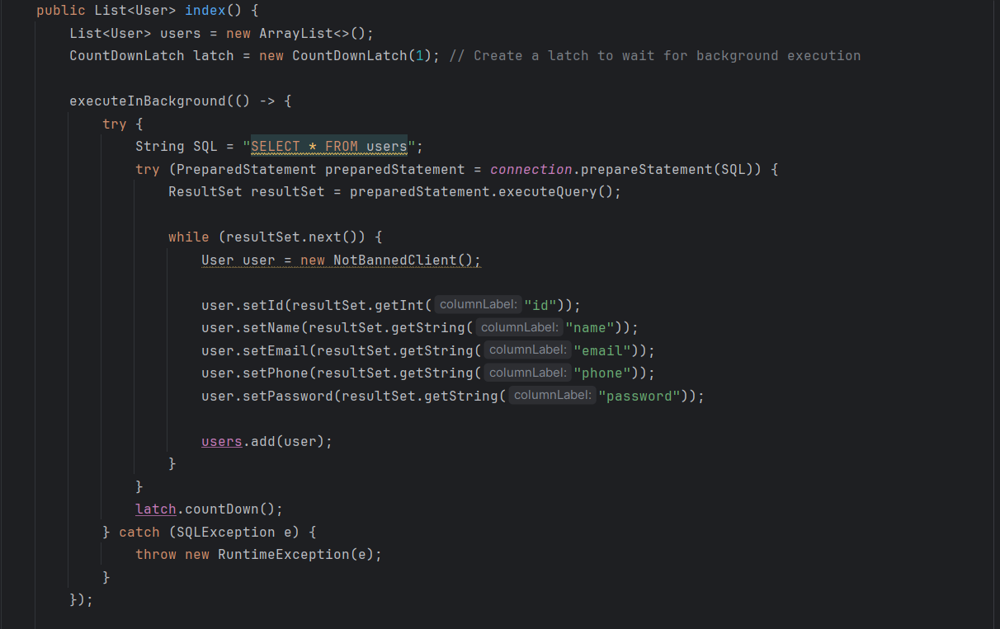 public List<User> index() {
List<User> users = new ArrayList<>();
CountDownLatch latch = new CountDownLatch(1); // Create a latch to wait for background execution
executeInBackground(() -> {
try {
String SQL = "SELECT * FROM users";
try (PreparedStatement preparedStatement = connection.prepareStatement(SQL)) {
ResultSet resultSet = preparedStatement.executeQuery();
while (resultSet.next()) {
User user = new NotBannedClient();
user.setId(resultSet.getInt( columnLabel: "id"));
user.setName(resultSet.getString( columnLabel: "name"));
user.setEmail(resultSet.getString( columnLabel: "email"));
user.setPhone(resultSet.getString( columnLabel: "phone"));
user.setPassword(resultSet.getString( columnLabel: "password"));
users.add(user);
}
}
latch.countDown();
} catch (SQLException e) {
throw new RuntimeException(e);
}
});